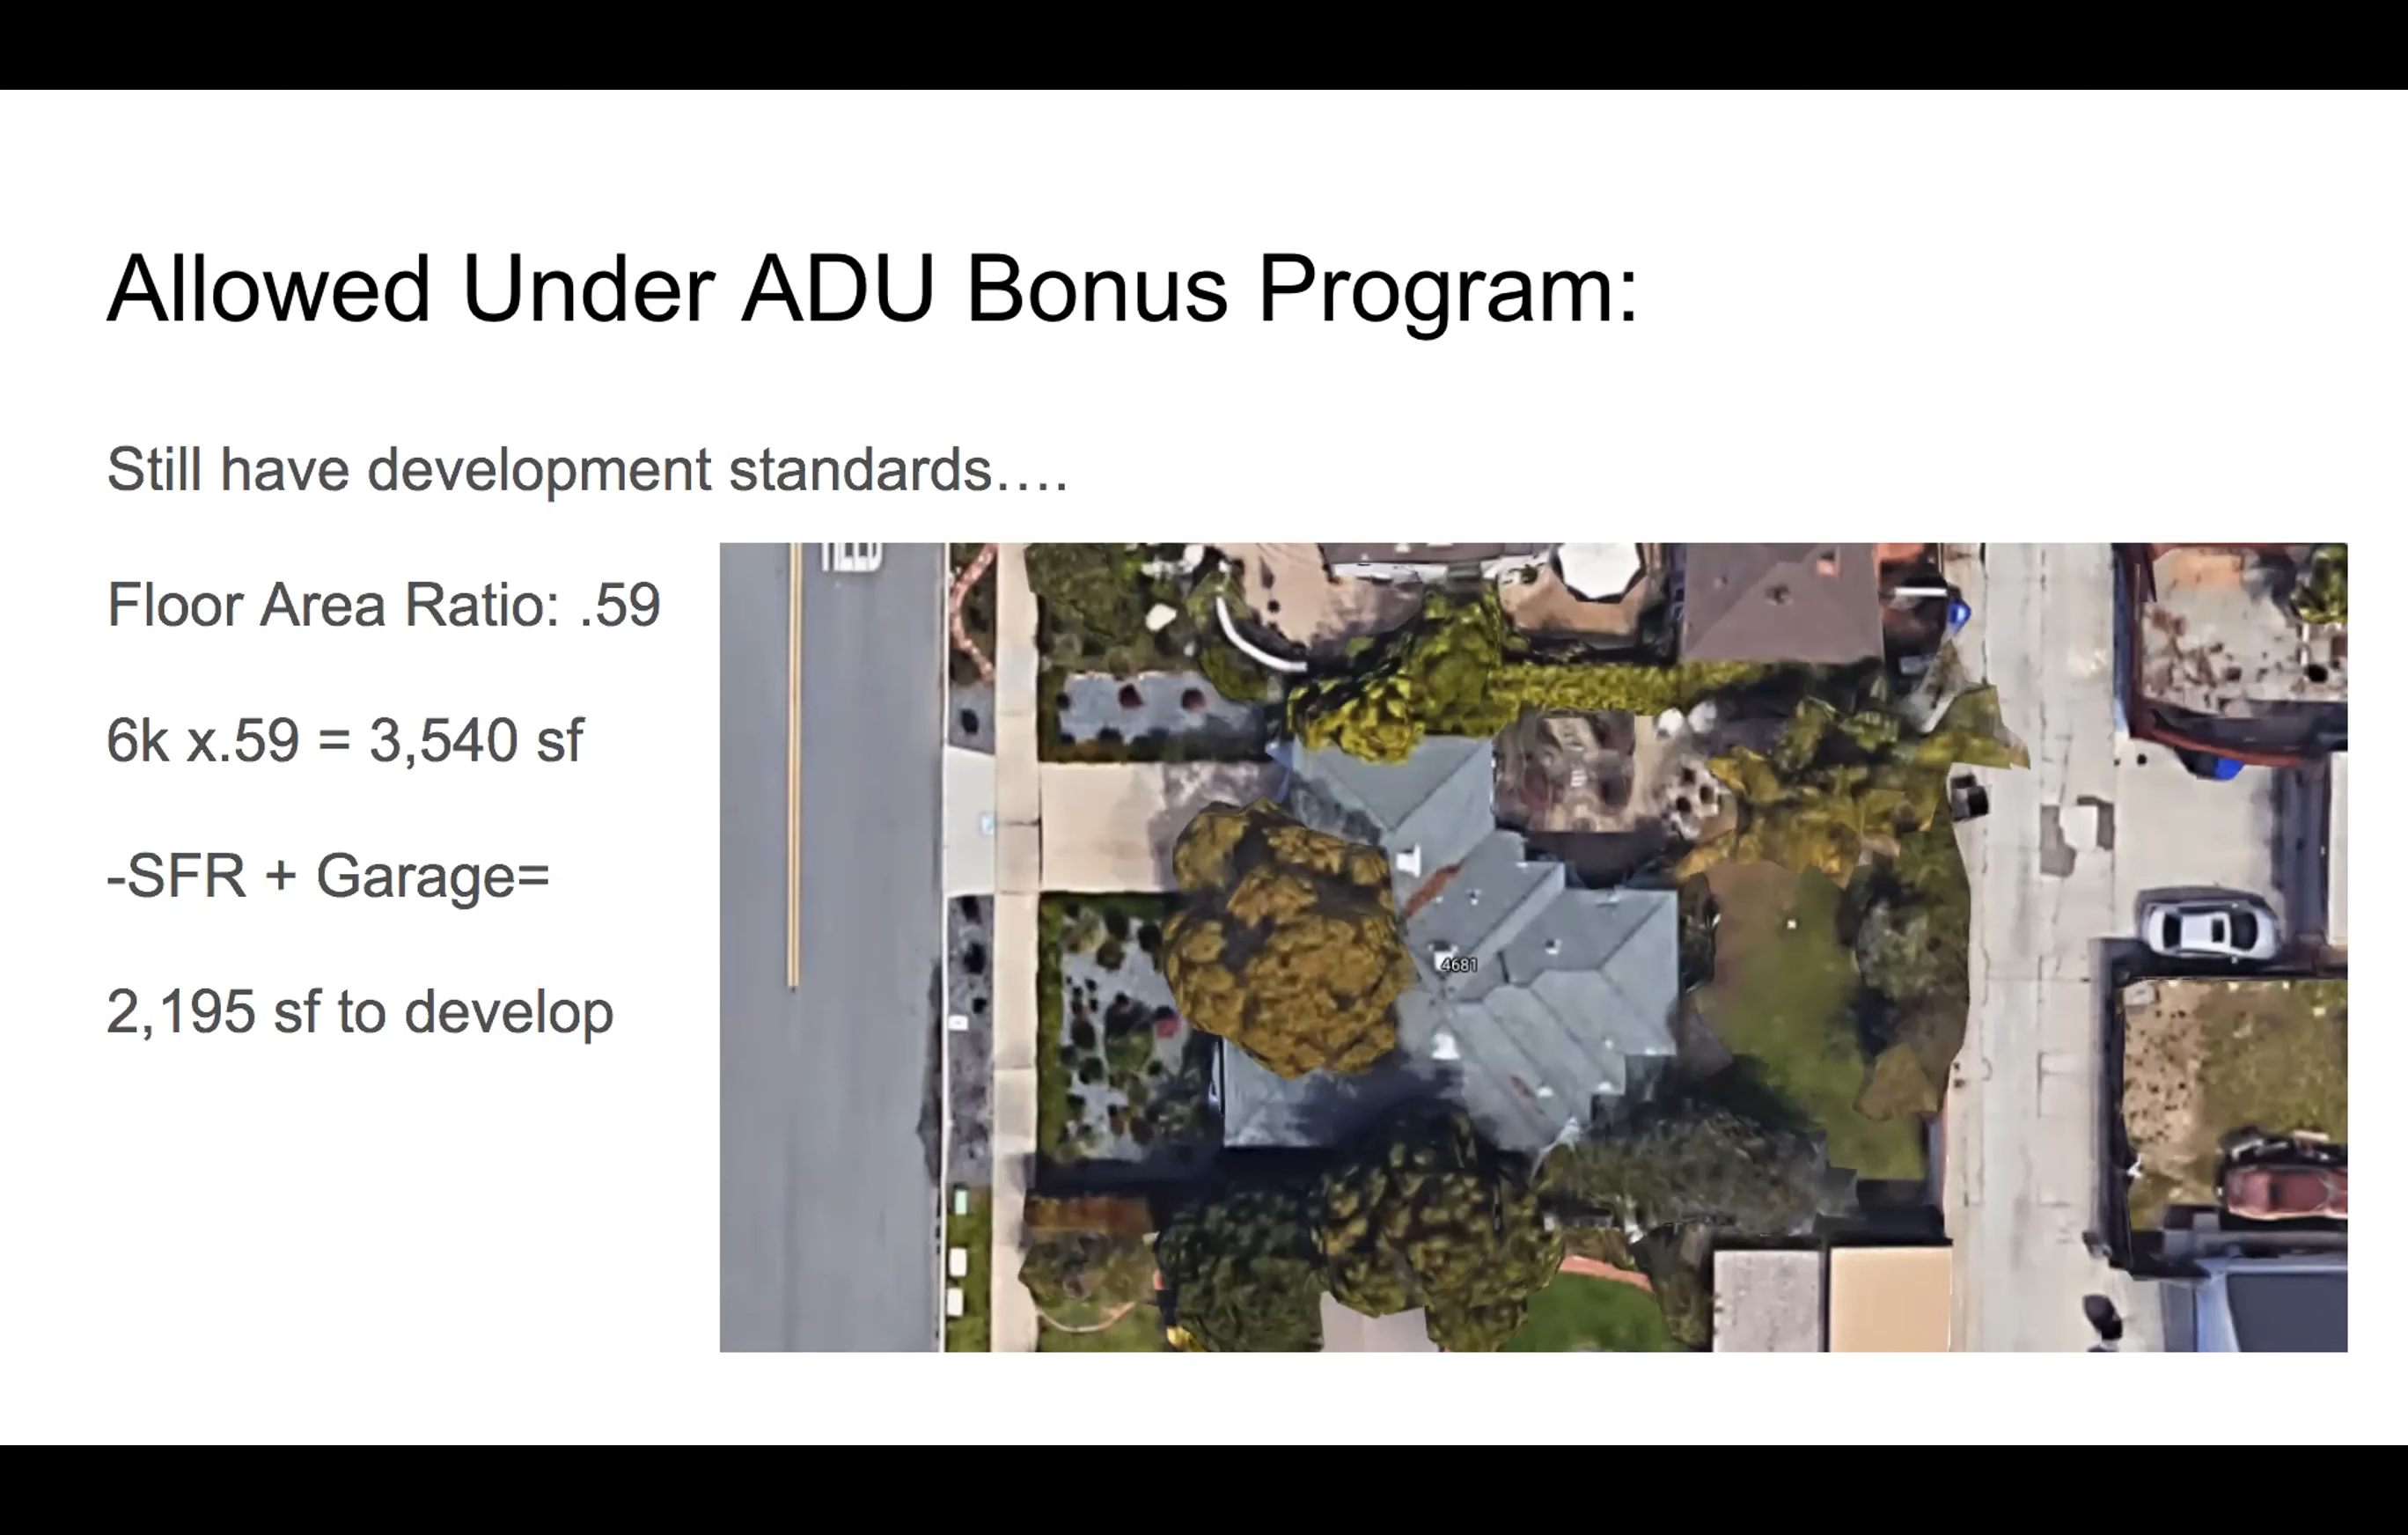 Allowed Under ADU Bonus Program:
Still have development standards….
Floor Area Ratio: .59
6k x.59 = 3,540 sf
-SFR + Garage=
2,195 sf to develop
4681